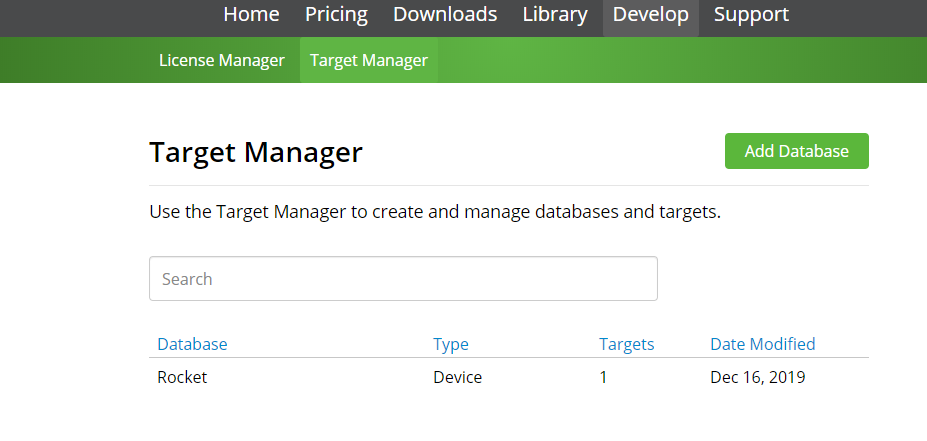 Home Pricing Downloads Library Develop Support
License Manager Target Manager
Target Manager Add Database
Use the Target Manager to create and manage databases and targets.
Search
Database Type Targets Date Modified
Rocket Device 1 Dec 16, 2019